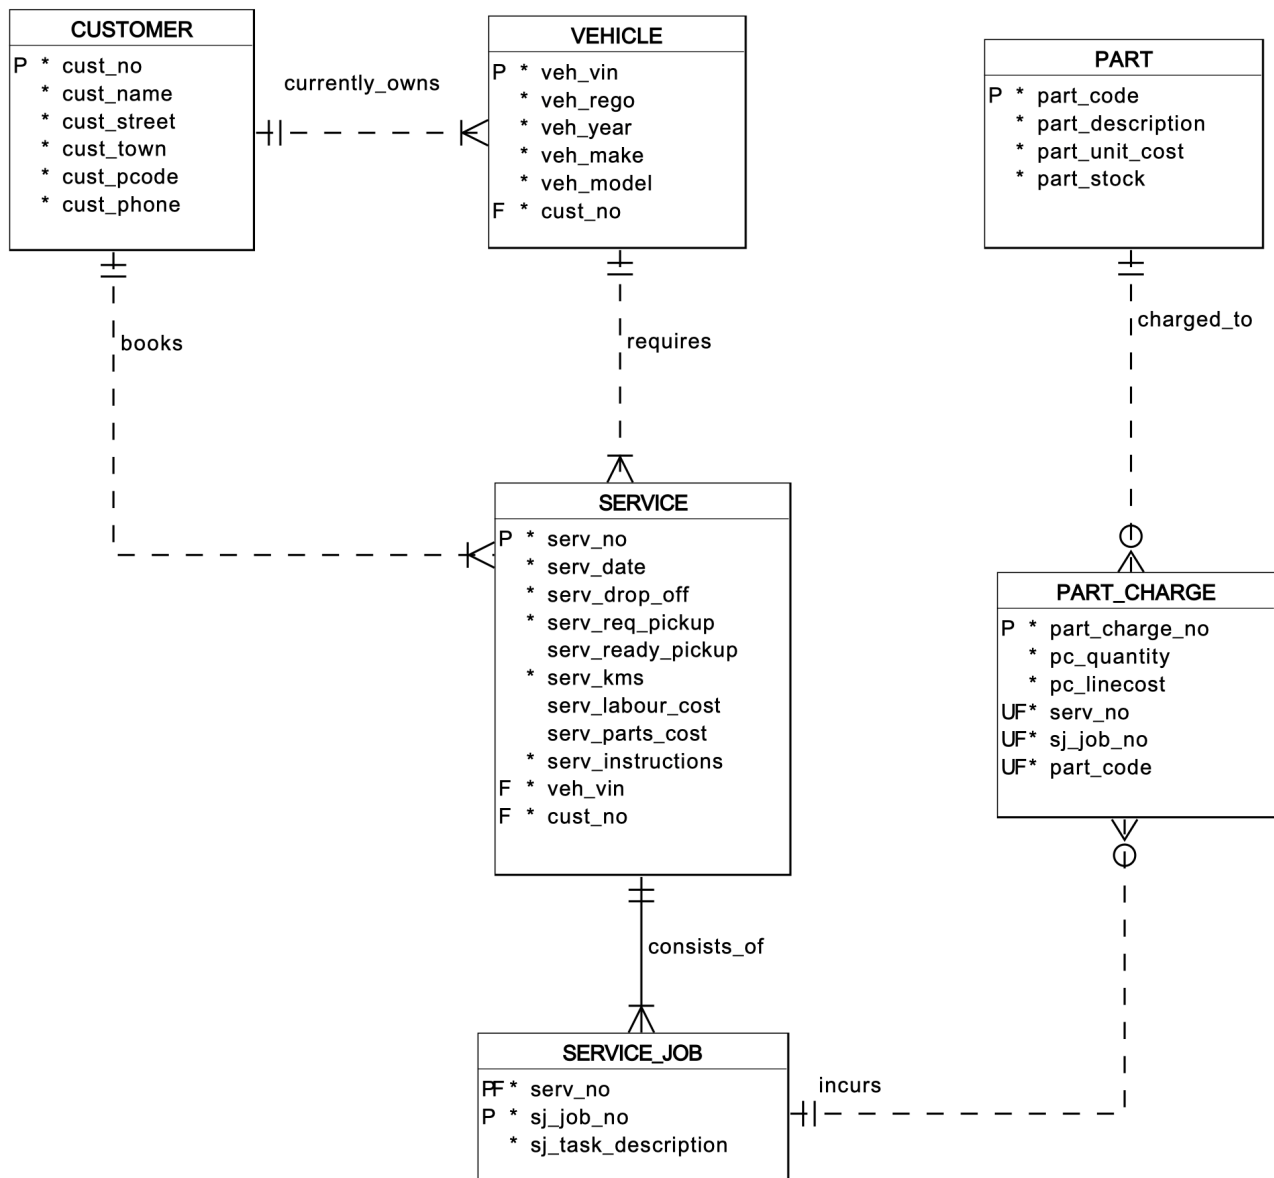 CUSTOMER
P * cust_no
* cust_name
* cust_street
* cust_town
* cust_pcode
* cust_phone
currently_owns
VEHICLE
P * veh_vin
* veh_rego
* veh_year
* veh_make
* veh_model
F * cust_no
PART
P * part_code
* part_description
* part_unit_cost
* part_stock
books
requires
charged_to
SERVICE
P * serv_no
* serv_date
* serv_drop_off
* serv_req_pickup
serv_ready_pickup
* serv_kms
serv_labour_cost
serv_parts_cost
* serv_instructions
F * veh_vin
F * cust_no
PART_CHARGE
P * part_charge_no
* pc_quantity
* pc_linecost
UF* serv_no
UF* sj_job_no
UF* part_code
consists_of
SERVICE_JOB
PF * serv_no
P * sj_job_no
* sj_task_description
incurs